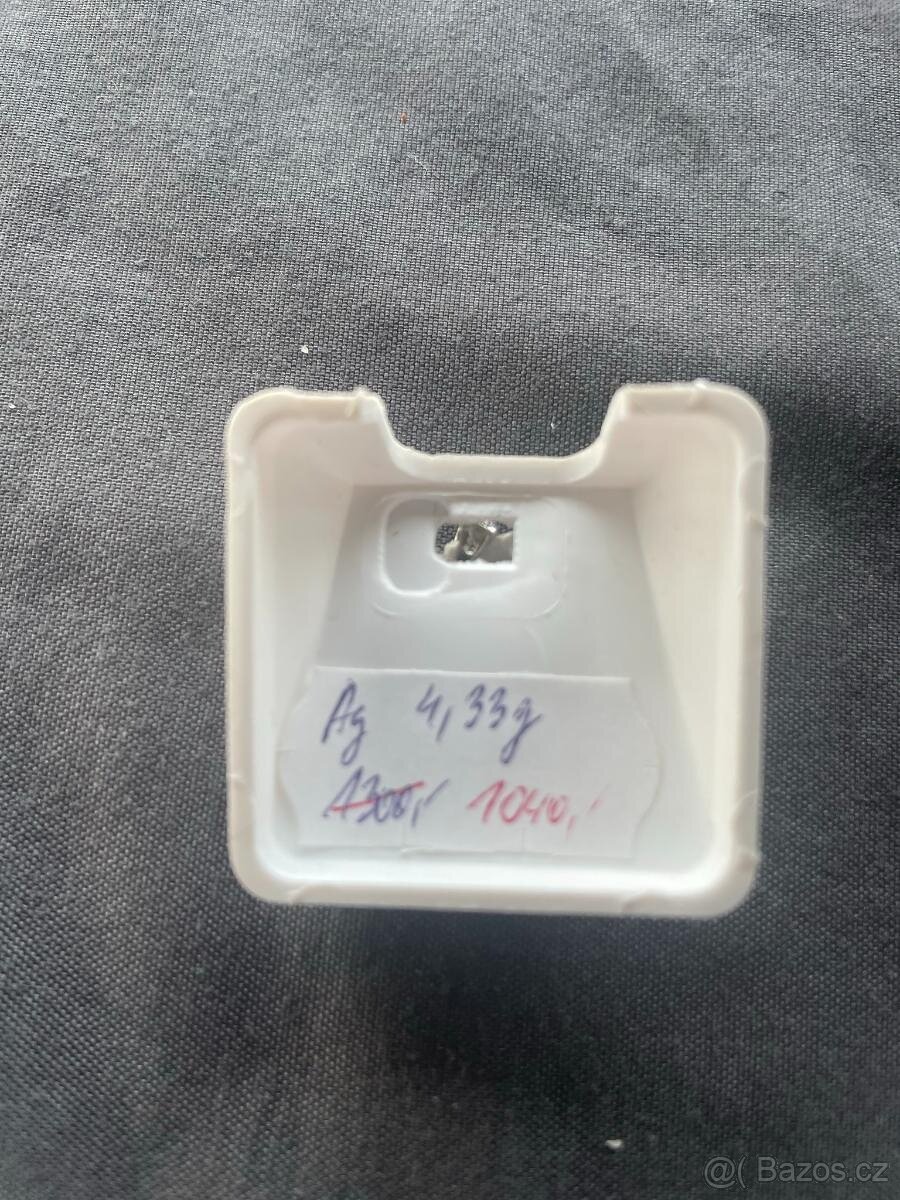 Ag 4,33g
1300,- 1040,-
@( Bazos.cz